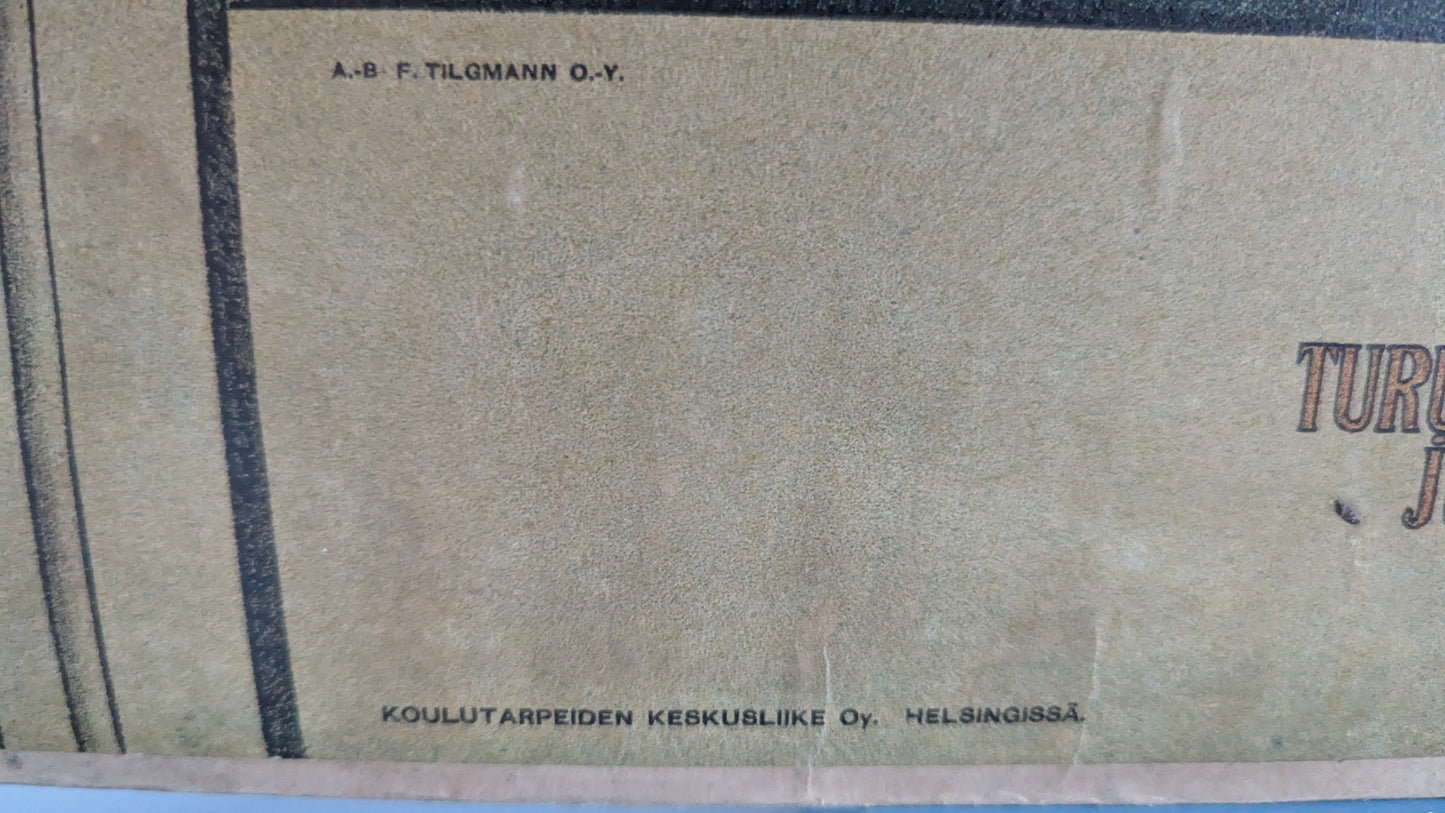 A.-B. F. TILGMANN O.-Y.
KOULUTARPEIDEN KESKUSLIIKE Oy. HELSINGISSÄ.